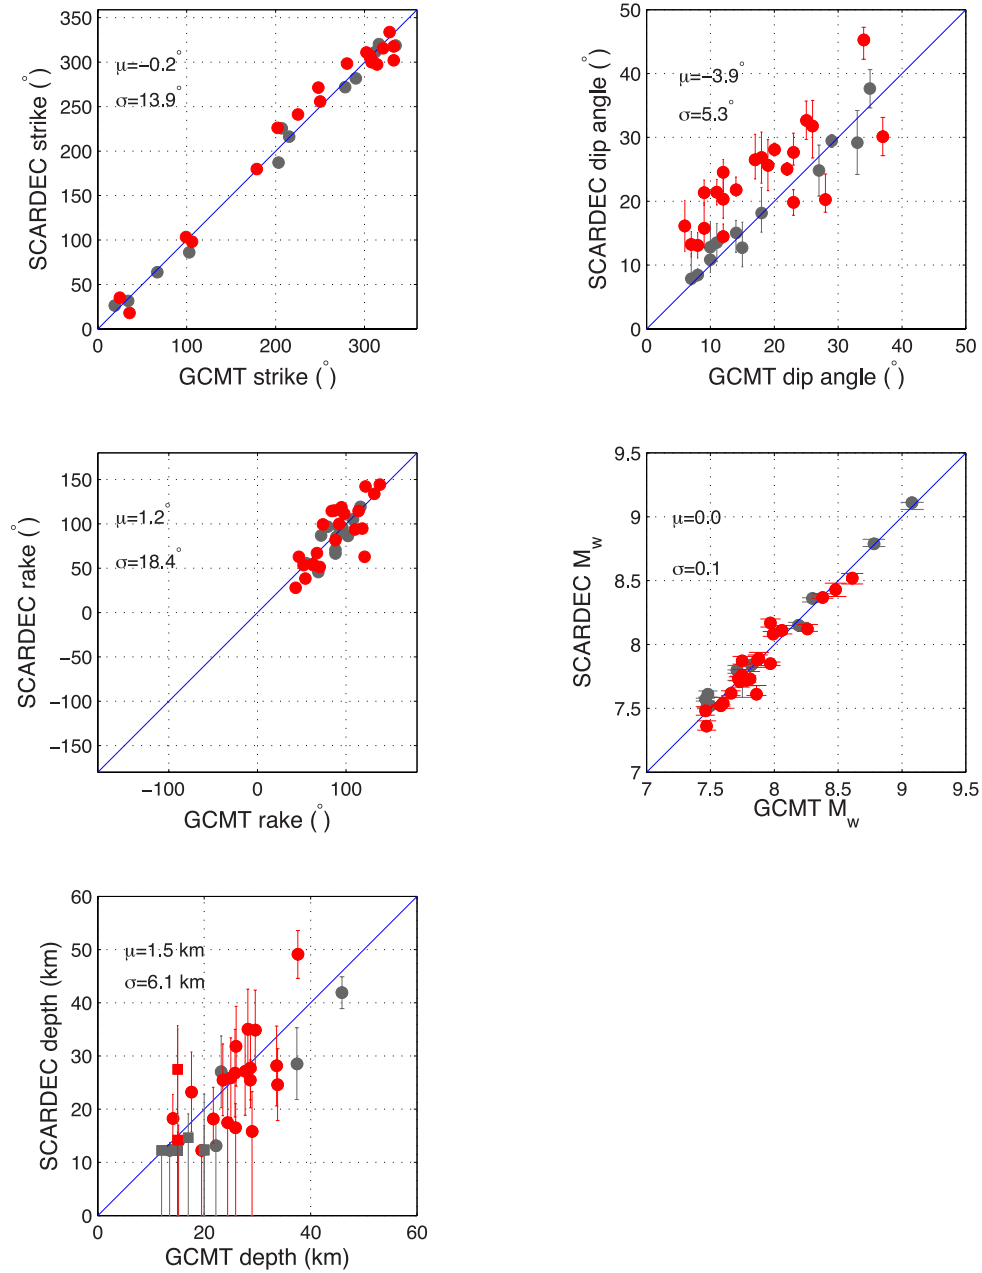 350
300
250
200
150
100
50
0
0
100
200
300
μ=−0.2°
σ=13.9°
SCARDEC strike (°)
GCMT strike (°)
50
40
30
20
10
0
0
10
20
30
40
50
μ=−3.9°
σ=5.3°
SCARDEC dip angle (°)
GCMT dip angle (°)
150
100
50
0
−50
−100
−150
−100
0
100
μ=1.2°
σ=18.4°
SCARDEC rake (°)
GCMT rake (°)
9.5
9
8.5
8
7.5
7
7
7.5
8
8.5
9
9.5
μ=0.0
σ=0.1
SCARDEC M_w
GCMT M_w
60
50
40
30
20
10
0
0
20
40
60
μ=1.5 km
σ=6.1 km
SCARDEC depth (km)
GCMT depth (km)